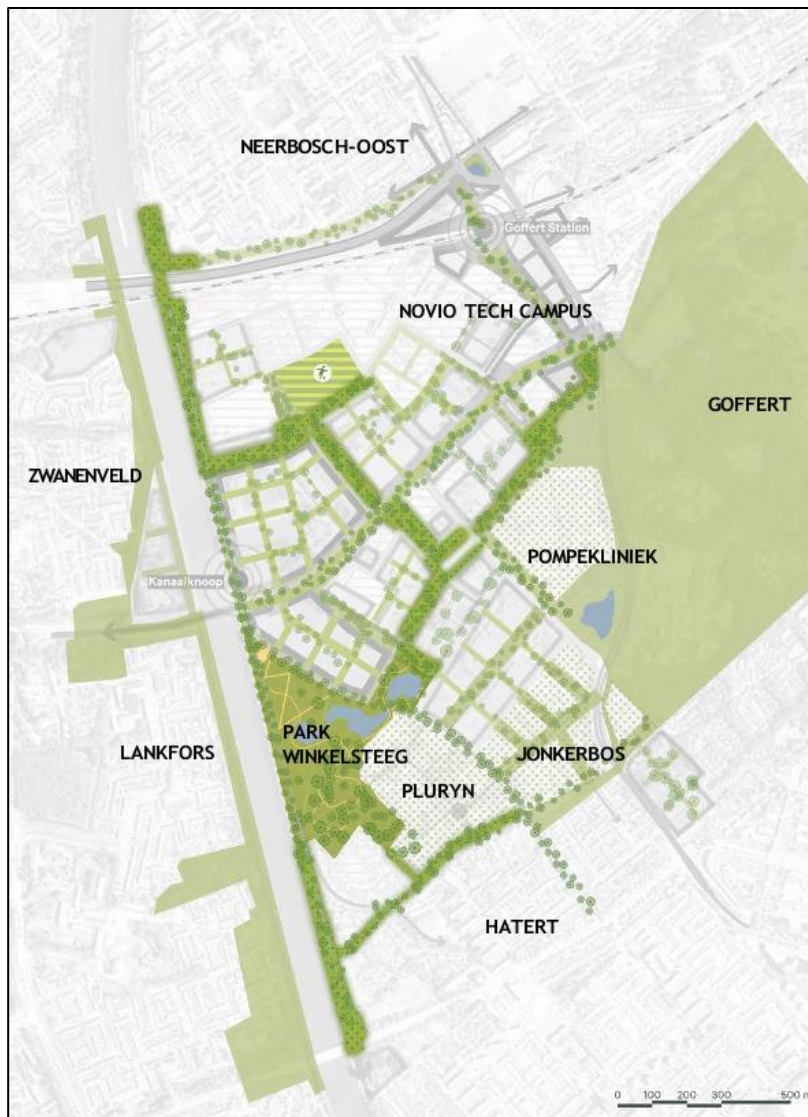 NEERBOSCH-OOST
Goffert Station
NOVIO TECH CAMPUS
GOFFERT
ZWANENVELD
POMPEKLINIEK
Kanaalknoop
PARK
WINKELSTEEG
LANKFORS
JONKERBOS
PLURYN
HATERT
0 100 200 300 500 m